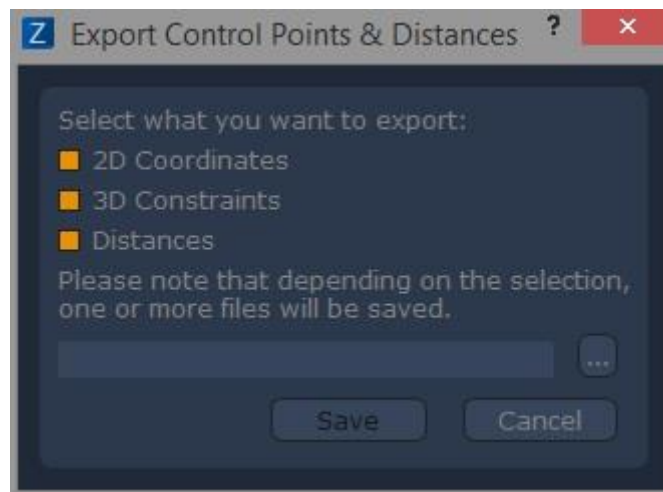 Z Export Control Points & Distances ? ×
Select what you want to export:
2D Coordinates
3D Constraints
Distances
Please note that depending on the selection,
one or more files will be saved.
...
Save Cancel